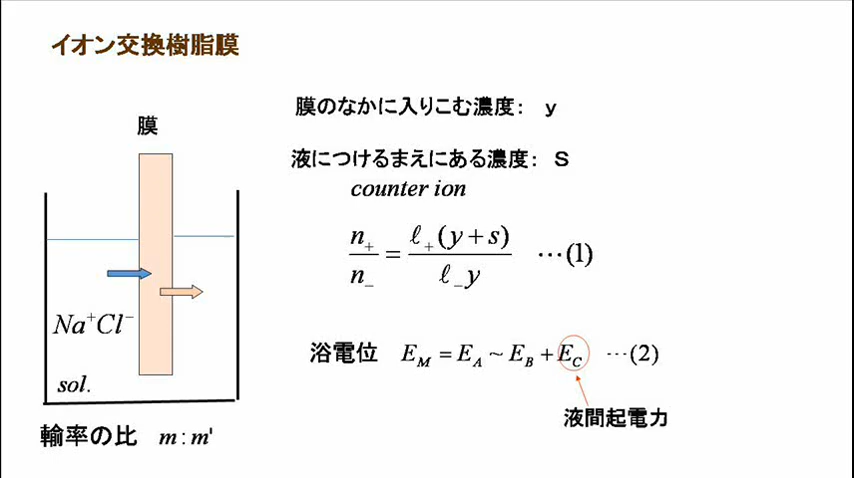 イオン交換樹脂膜
膜のなかに入りこむ濃度： y
膜
液につけるまえにある濃度： S
counter ion
n₊/n₋ = ℓ₊(y+s)/ℓ₋y …(1)
Na⁺Cl⁻
浴電位 E_M = E_A ~ E_B + E_C …(2)
sol.
液間起電力
輸率の比 m:m'